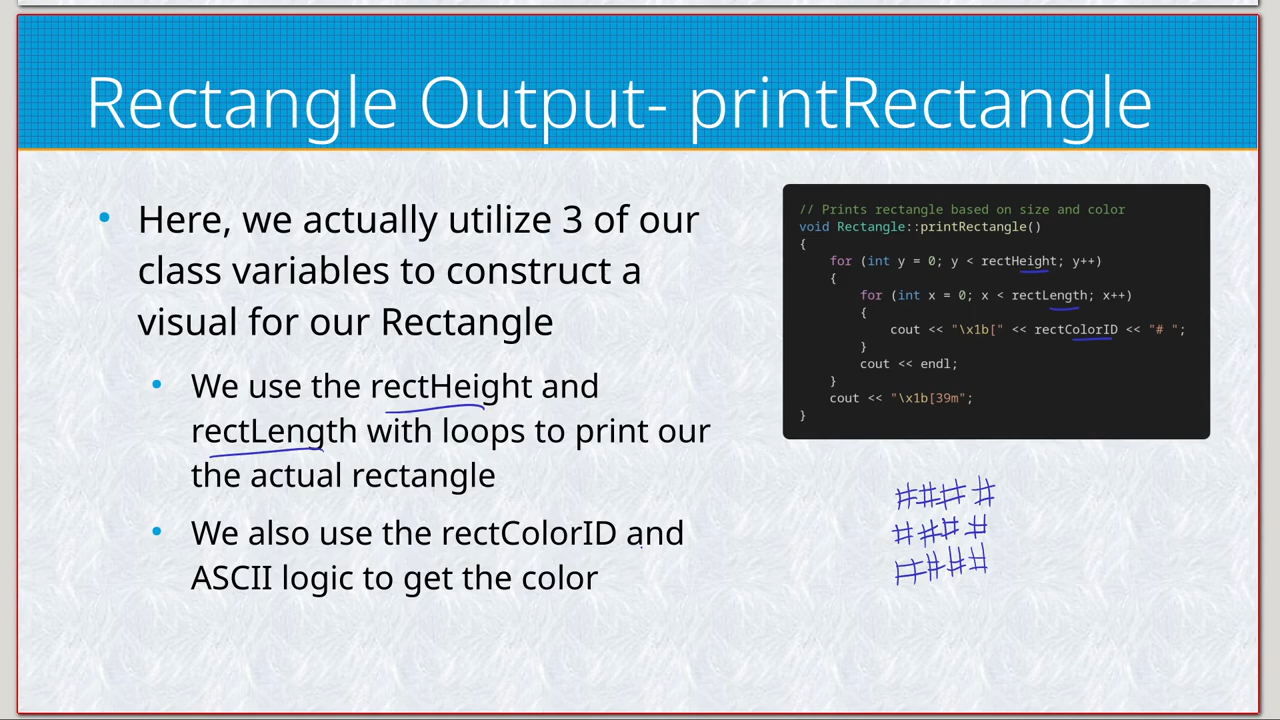 Rectangle Output- printRectangle
• Here, we actually utilize 3 of our
class variables to construct a
visual for our Rectangle
• We use the rectHeight and
rectLength with loops to print our
the actual rectangle
• We also use the rectColorID and
ASCII logic to get the color
// Prints rectangle based on size and color
void Rectangle::printRectangle()
{
    for (int y = 0; y < rectHeight; y++)
    {
        for (int x = 0; x < rectLength; x++)
        {
            cout << "\x1b[" << rectColorID << "# ";
        }
        cout << endl;
    }
    cout << "\x1b[39m";
}
# # # #
# # # #
# # # #